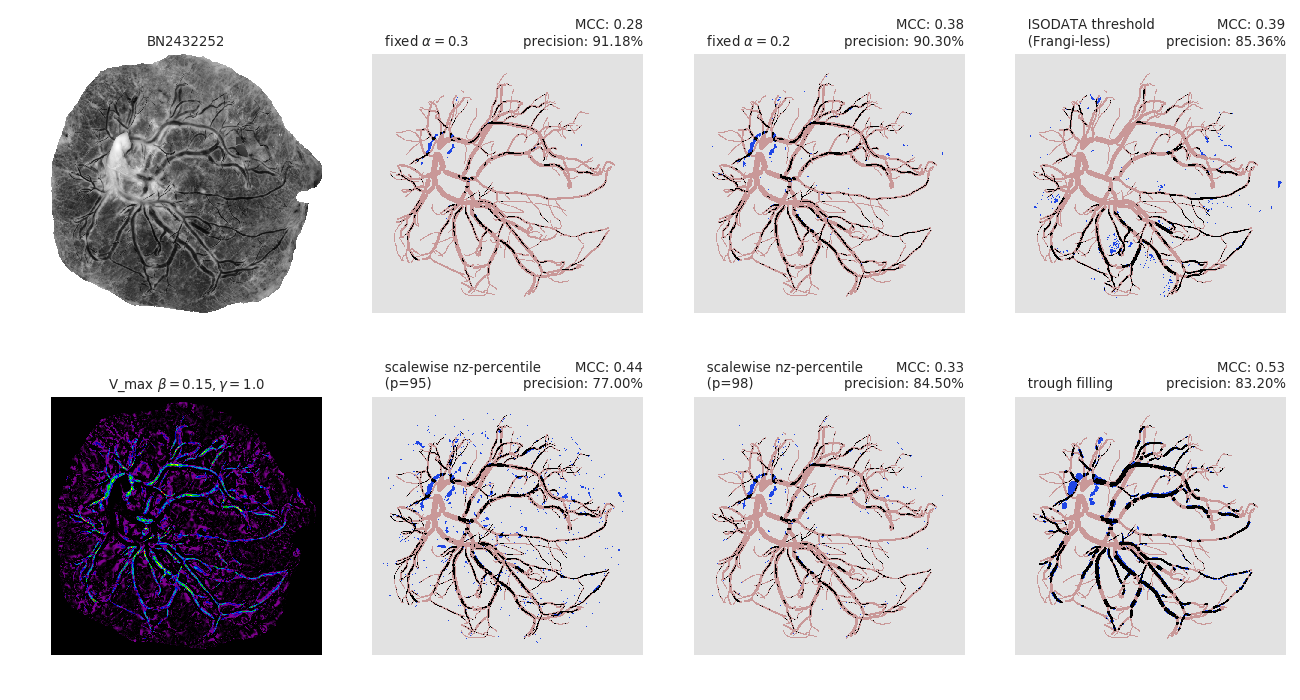 BN2432252
MCC: 0.28
fixed α = 0.3 precision: 91.18%
MCC: 0.38
fixed α = 0.2 precision: 90.30%
ISODATA threshold MCC: 0.39
(Frangi-less) precision: 85.36%
V_max β = 0.15, γ = 1.0
scalewise nz-percentile MCC: 0.44
(p=95) precision: 77.00%
scalewise nz-percentile MCC: 0.33
(p=98) precision: 84.50%
MCC: 0.53
trough filling precision: 83.20%